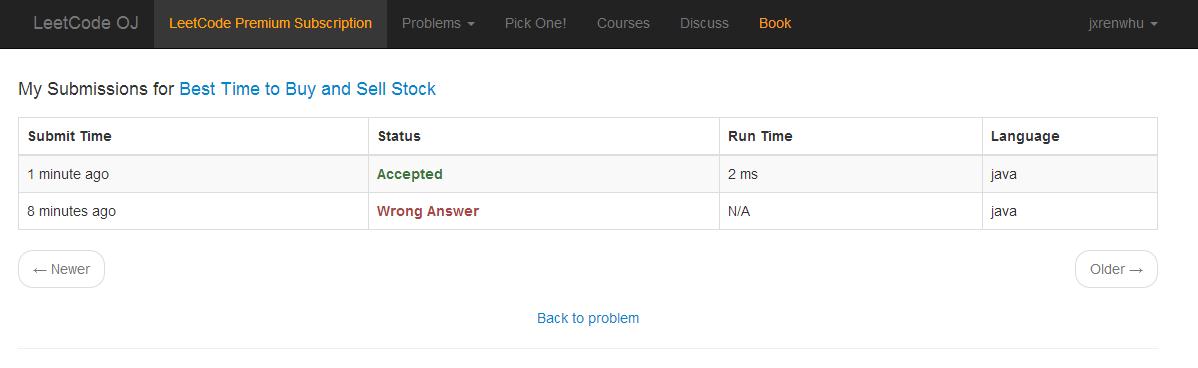 LeetCode OJ LeetCode Premium Subscription Problems Pick One! Courses Discuss Book jxrenwhu
My Submissions for Best Time to Buy and Sell Stock
Submit Time Status Run Time Language
1 minute ago Accepted 2 ms java
8 minutes ago Wrong Answer N/A java
← Newer Older →
Back to problem